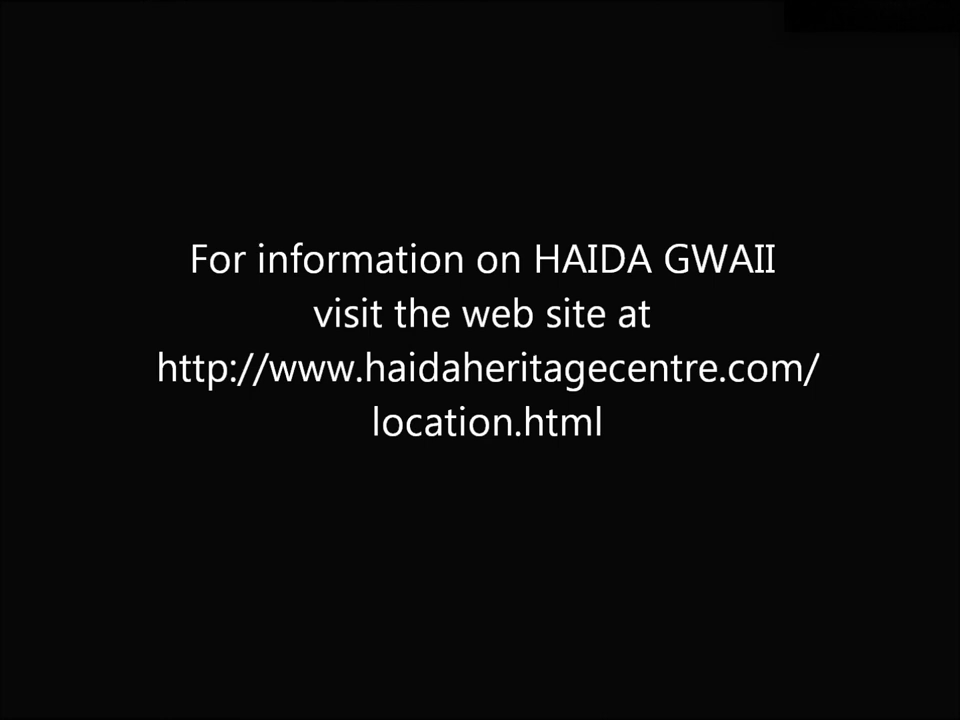 For information on HAIDA GWAII
visit the web site at
http://www.haidaheritagecentre.com/
location.html